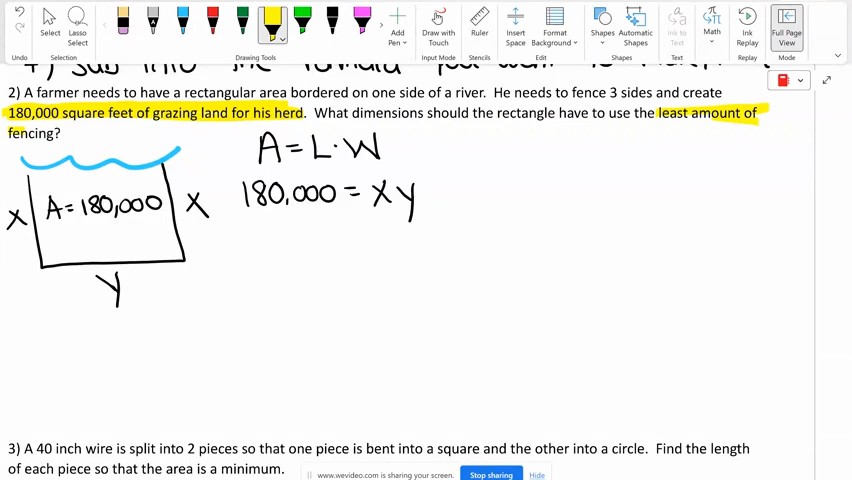 Undo
Select
Lasso
Select
Add
Pen
Draw with
Touch
Ruler
Insert
Space
Format
Background
Shapes
Automatic
Shapes
Ink to
Text
Math
Ink
Replay
Full Page
View
Drawing Tools
Input Mode
Stencils
Edit
Convert
Replay
Mode
2) A farmer needs to have a rectangular area bordered on one side of a river. He needs to fence 3 sides and create
180,000 square feet of grazing land for his herd. What dimensions should the rectangle have to use the least amount of
fencing?
A = L·W
X A=180,000 X
180,000 = X Y
Y
3) A 40 inch wire is split into 2 pieces so that one piece is bent into a square and the other into a circle. Find the length
of each piece so that the area is a minimum.
www.wevideo.com is sharing your screen.
Stop sharing
Hide